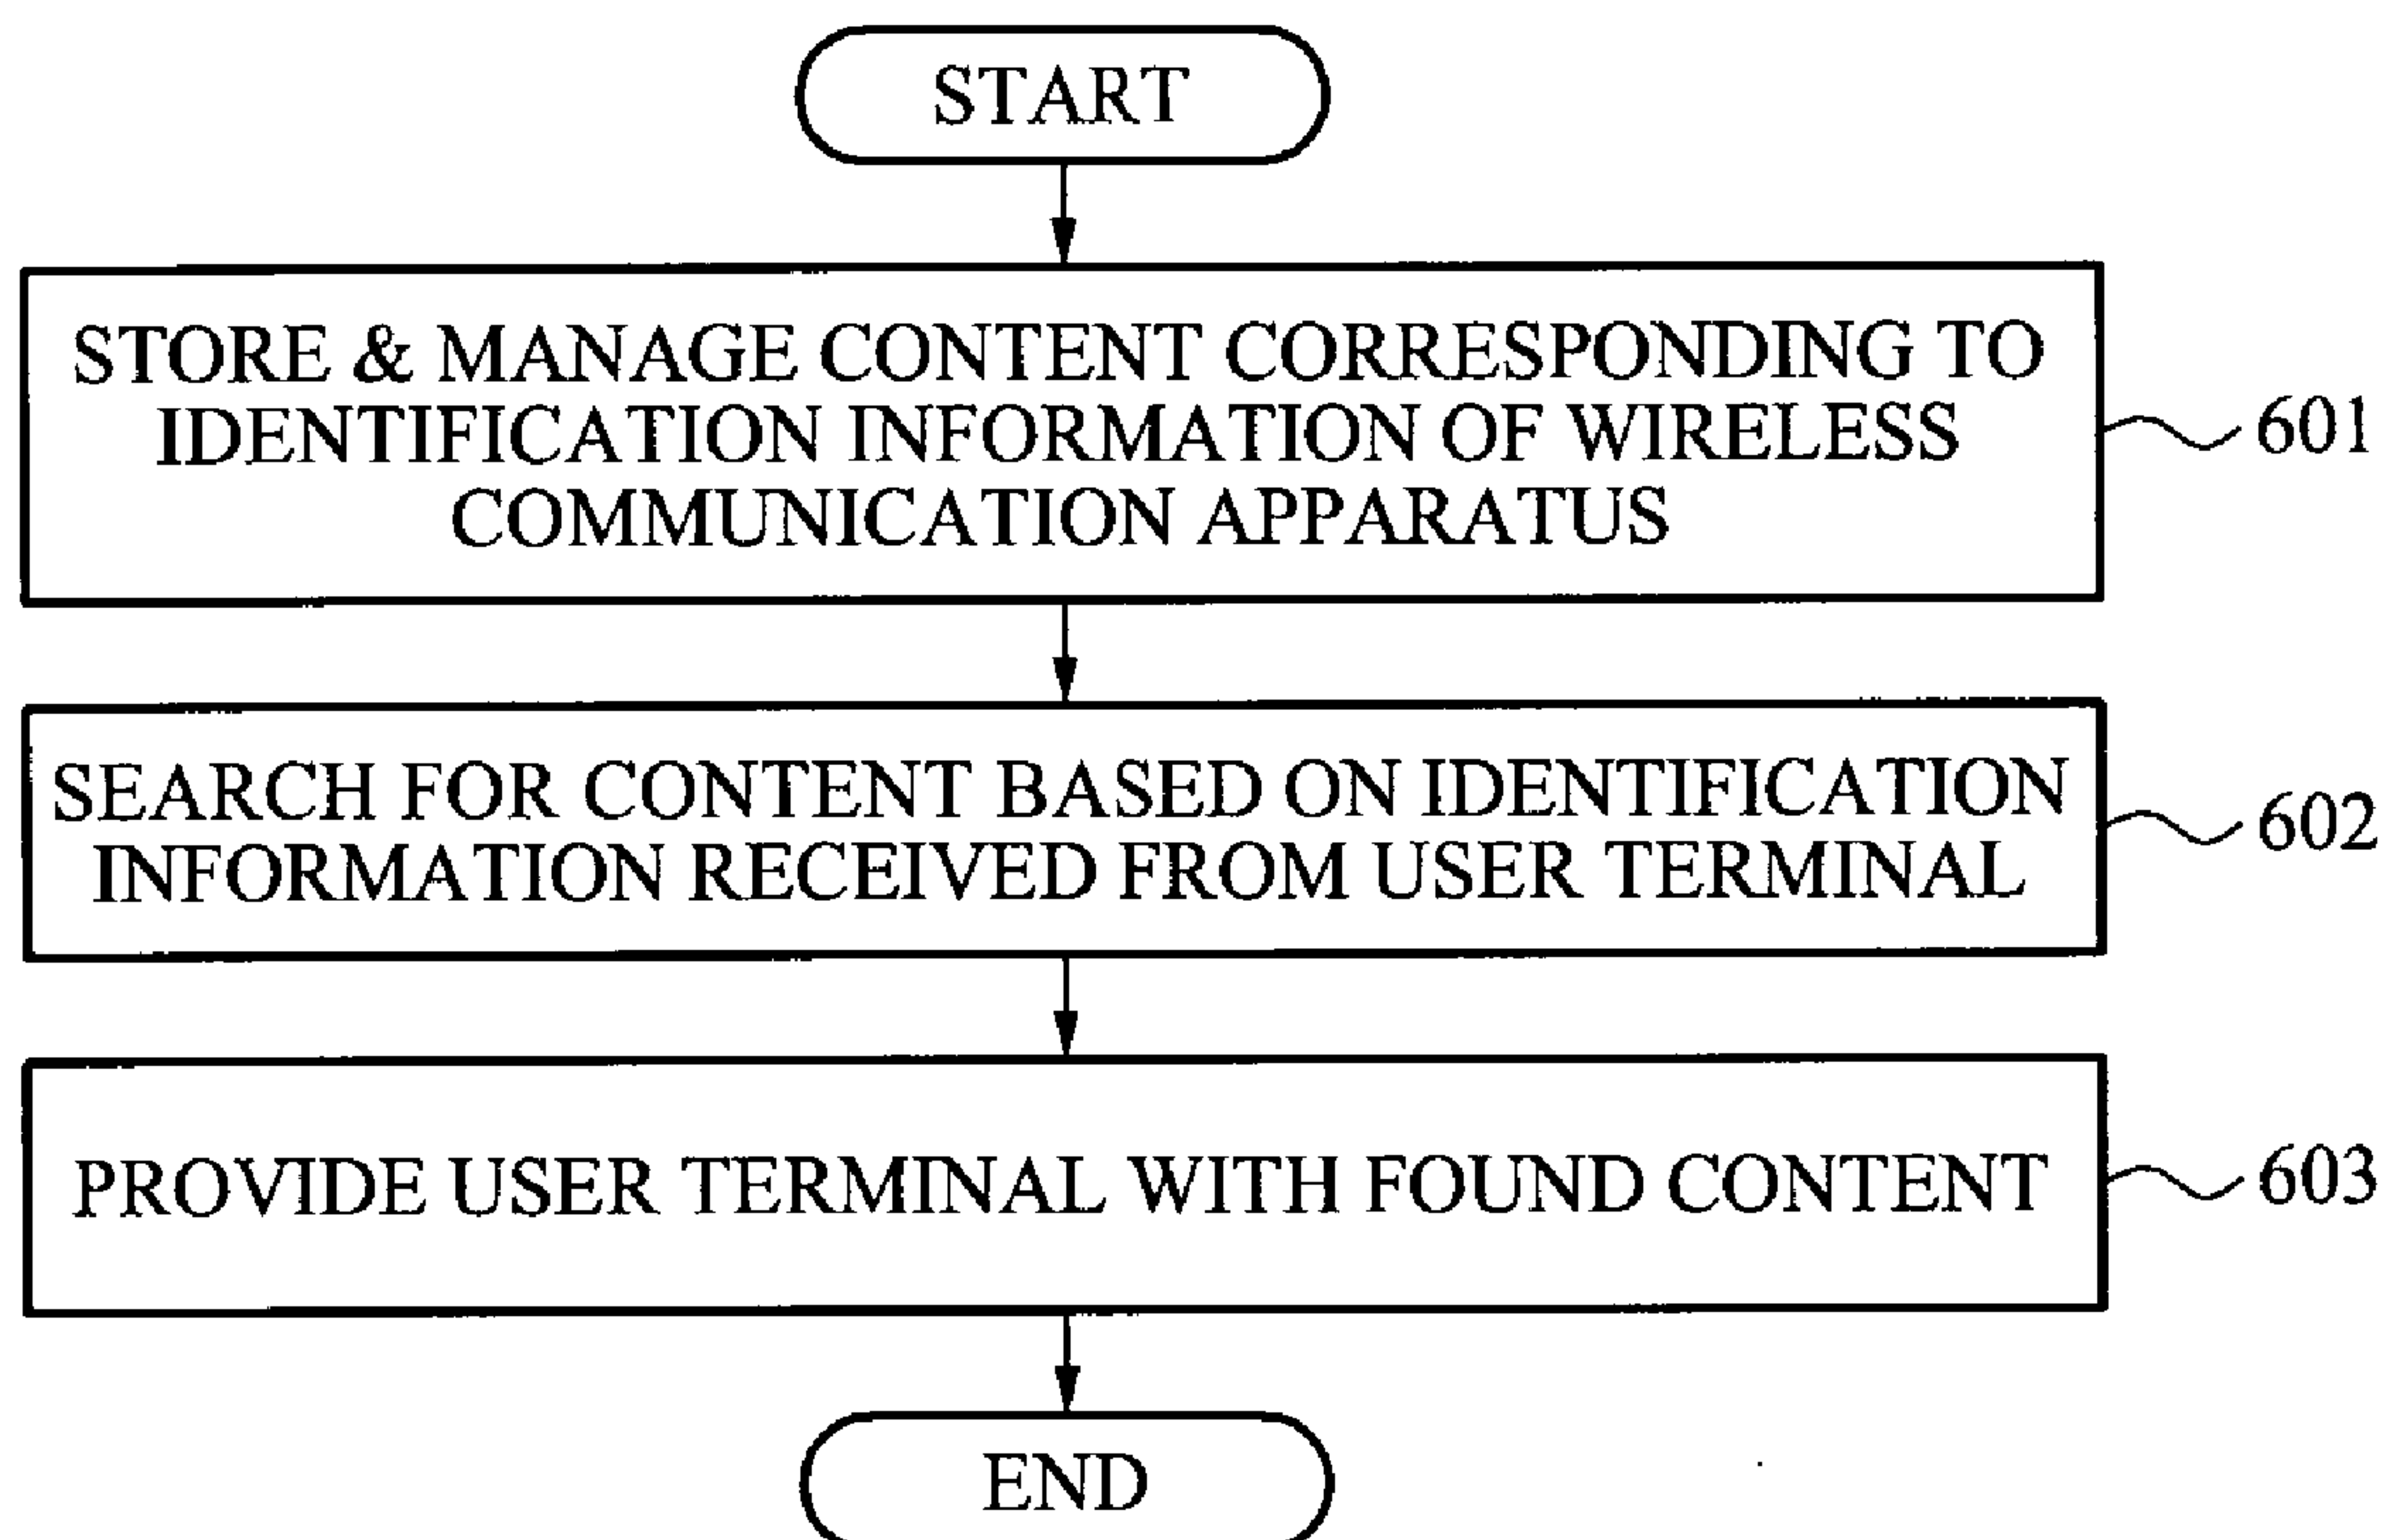 START
STORE & MANAGE CONTENT CORRESPONDING TO
IDENTIFICATION INFORMATION OF WIRELESS
COMMUNICATION APPARATUS
601
SEARCH FOR CONTENT BASED ON IDENTIFICATION
INFORMATION RECEIVED FROM USER TERMINAL
602
PROVIDE USER TERMINAL WITH FOUND CONTENT
603
END